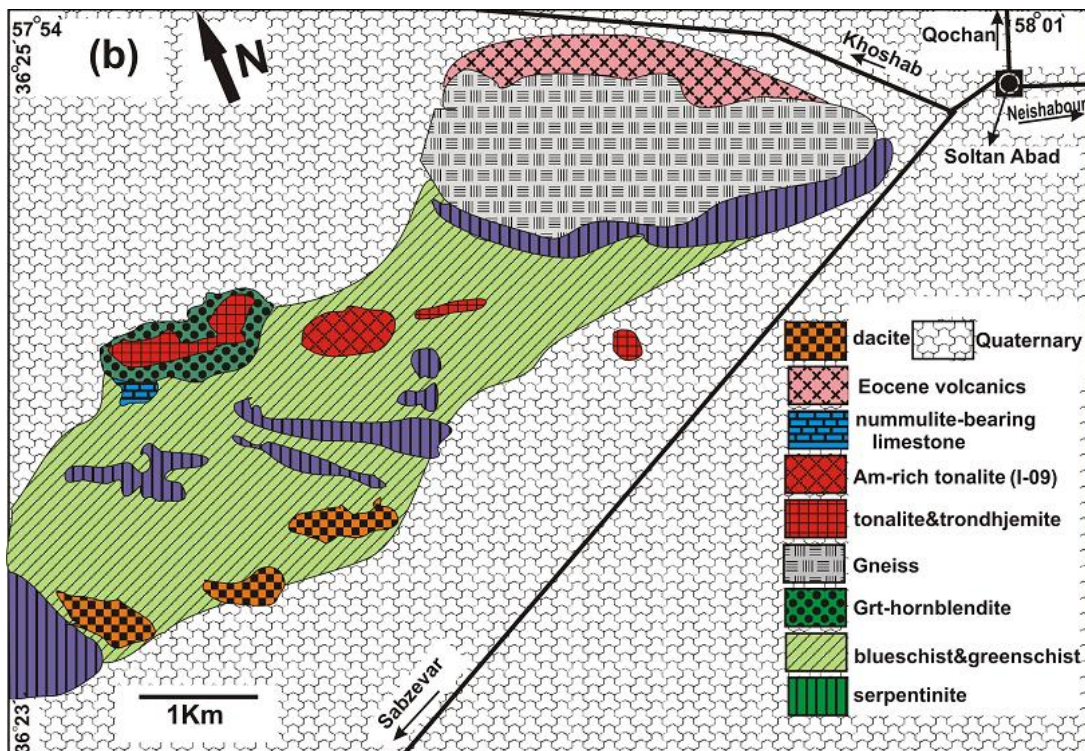 57°54`
36°25`
(b)
N
Khoshab
Qochan
58°01`
Neishabour
Soltan Abad
dacite
Quaternary
Eocene volcanics
nummulite-bearing
limestone
Am-rich tonalite (I-09)
tonalite&trondhjemite
Gneiss
Grt-hornblendite
blueschist&greenschist
serpentinite
36°23`
1Km
Sabzevar